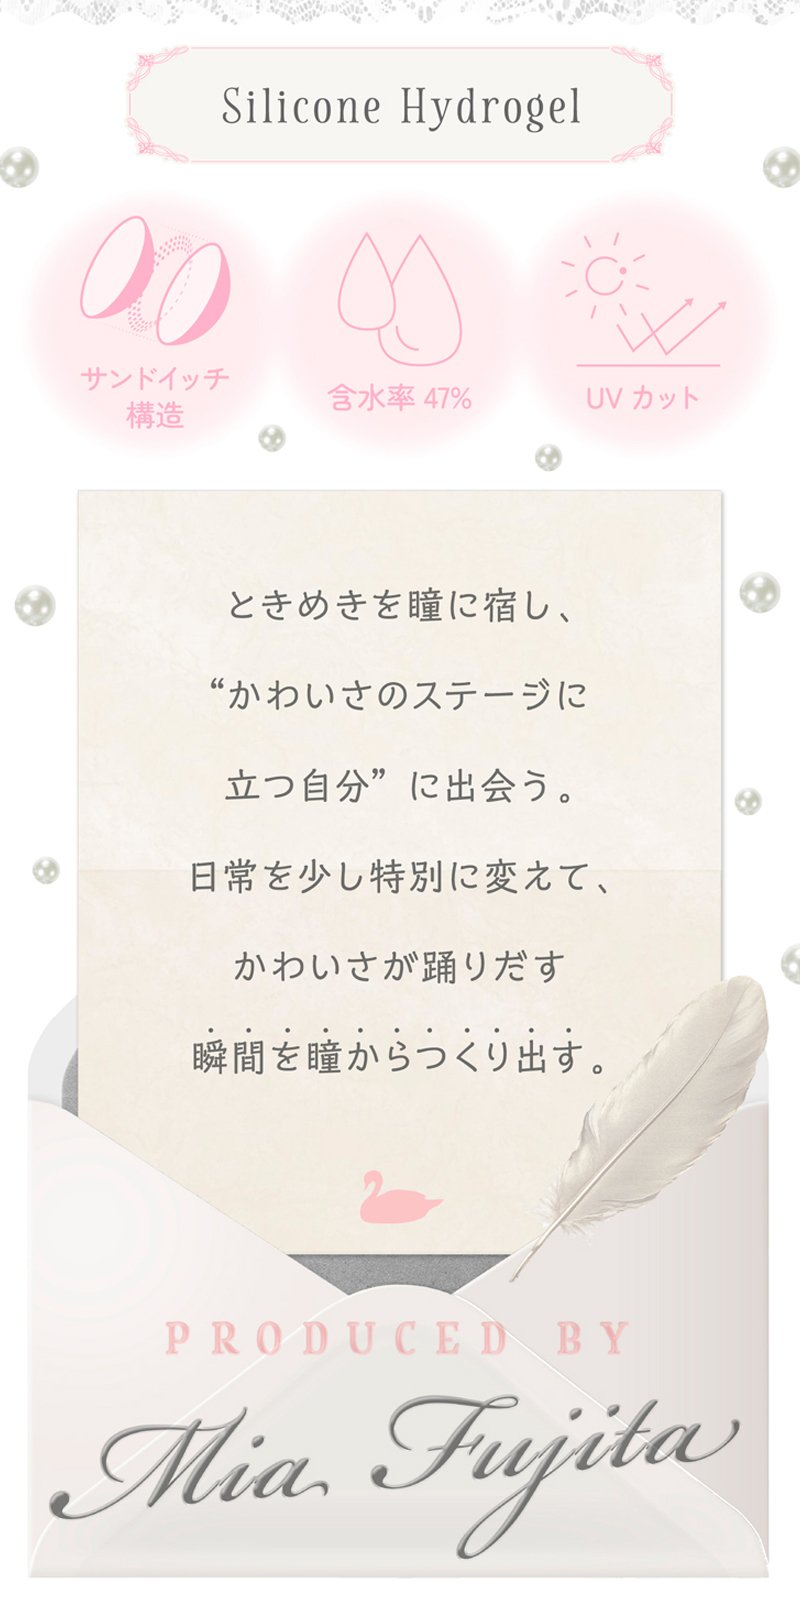 Silicone Hydrogel
サンドイッチ
構造
含水率 47%
UV カット
ときめきを瞳に宿し、
“かわいさのステージに
立つ自分” に出会う。
日常を少し特別に変えて、
かわいさが踊りだす
瞬間を瞳からつくり出す。
PRODUCED BY
Mia Fujita